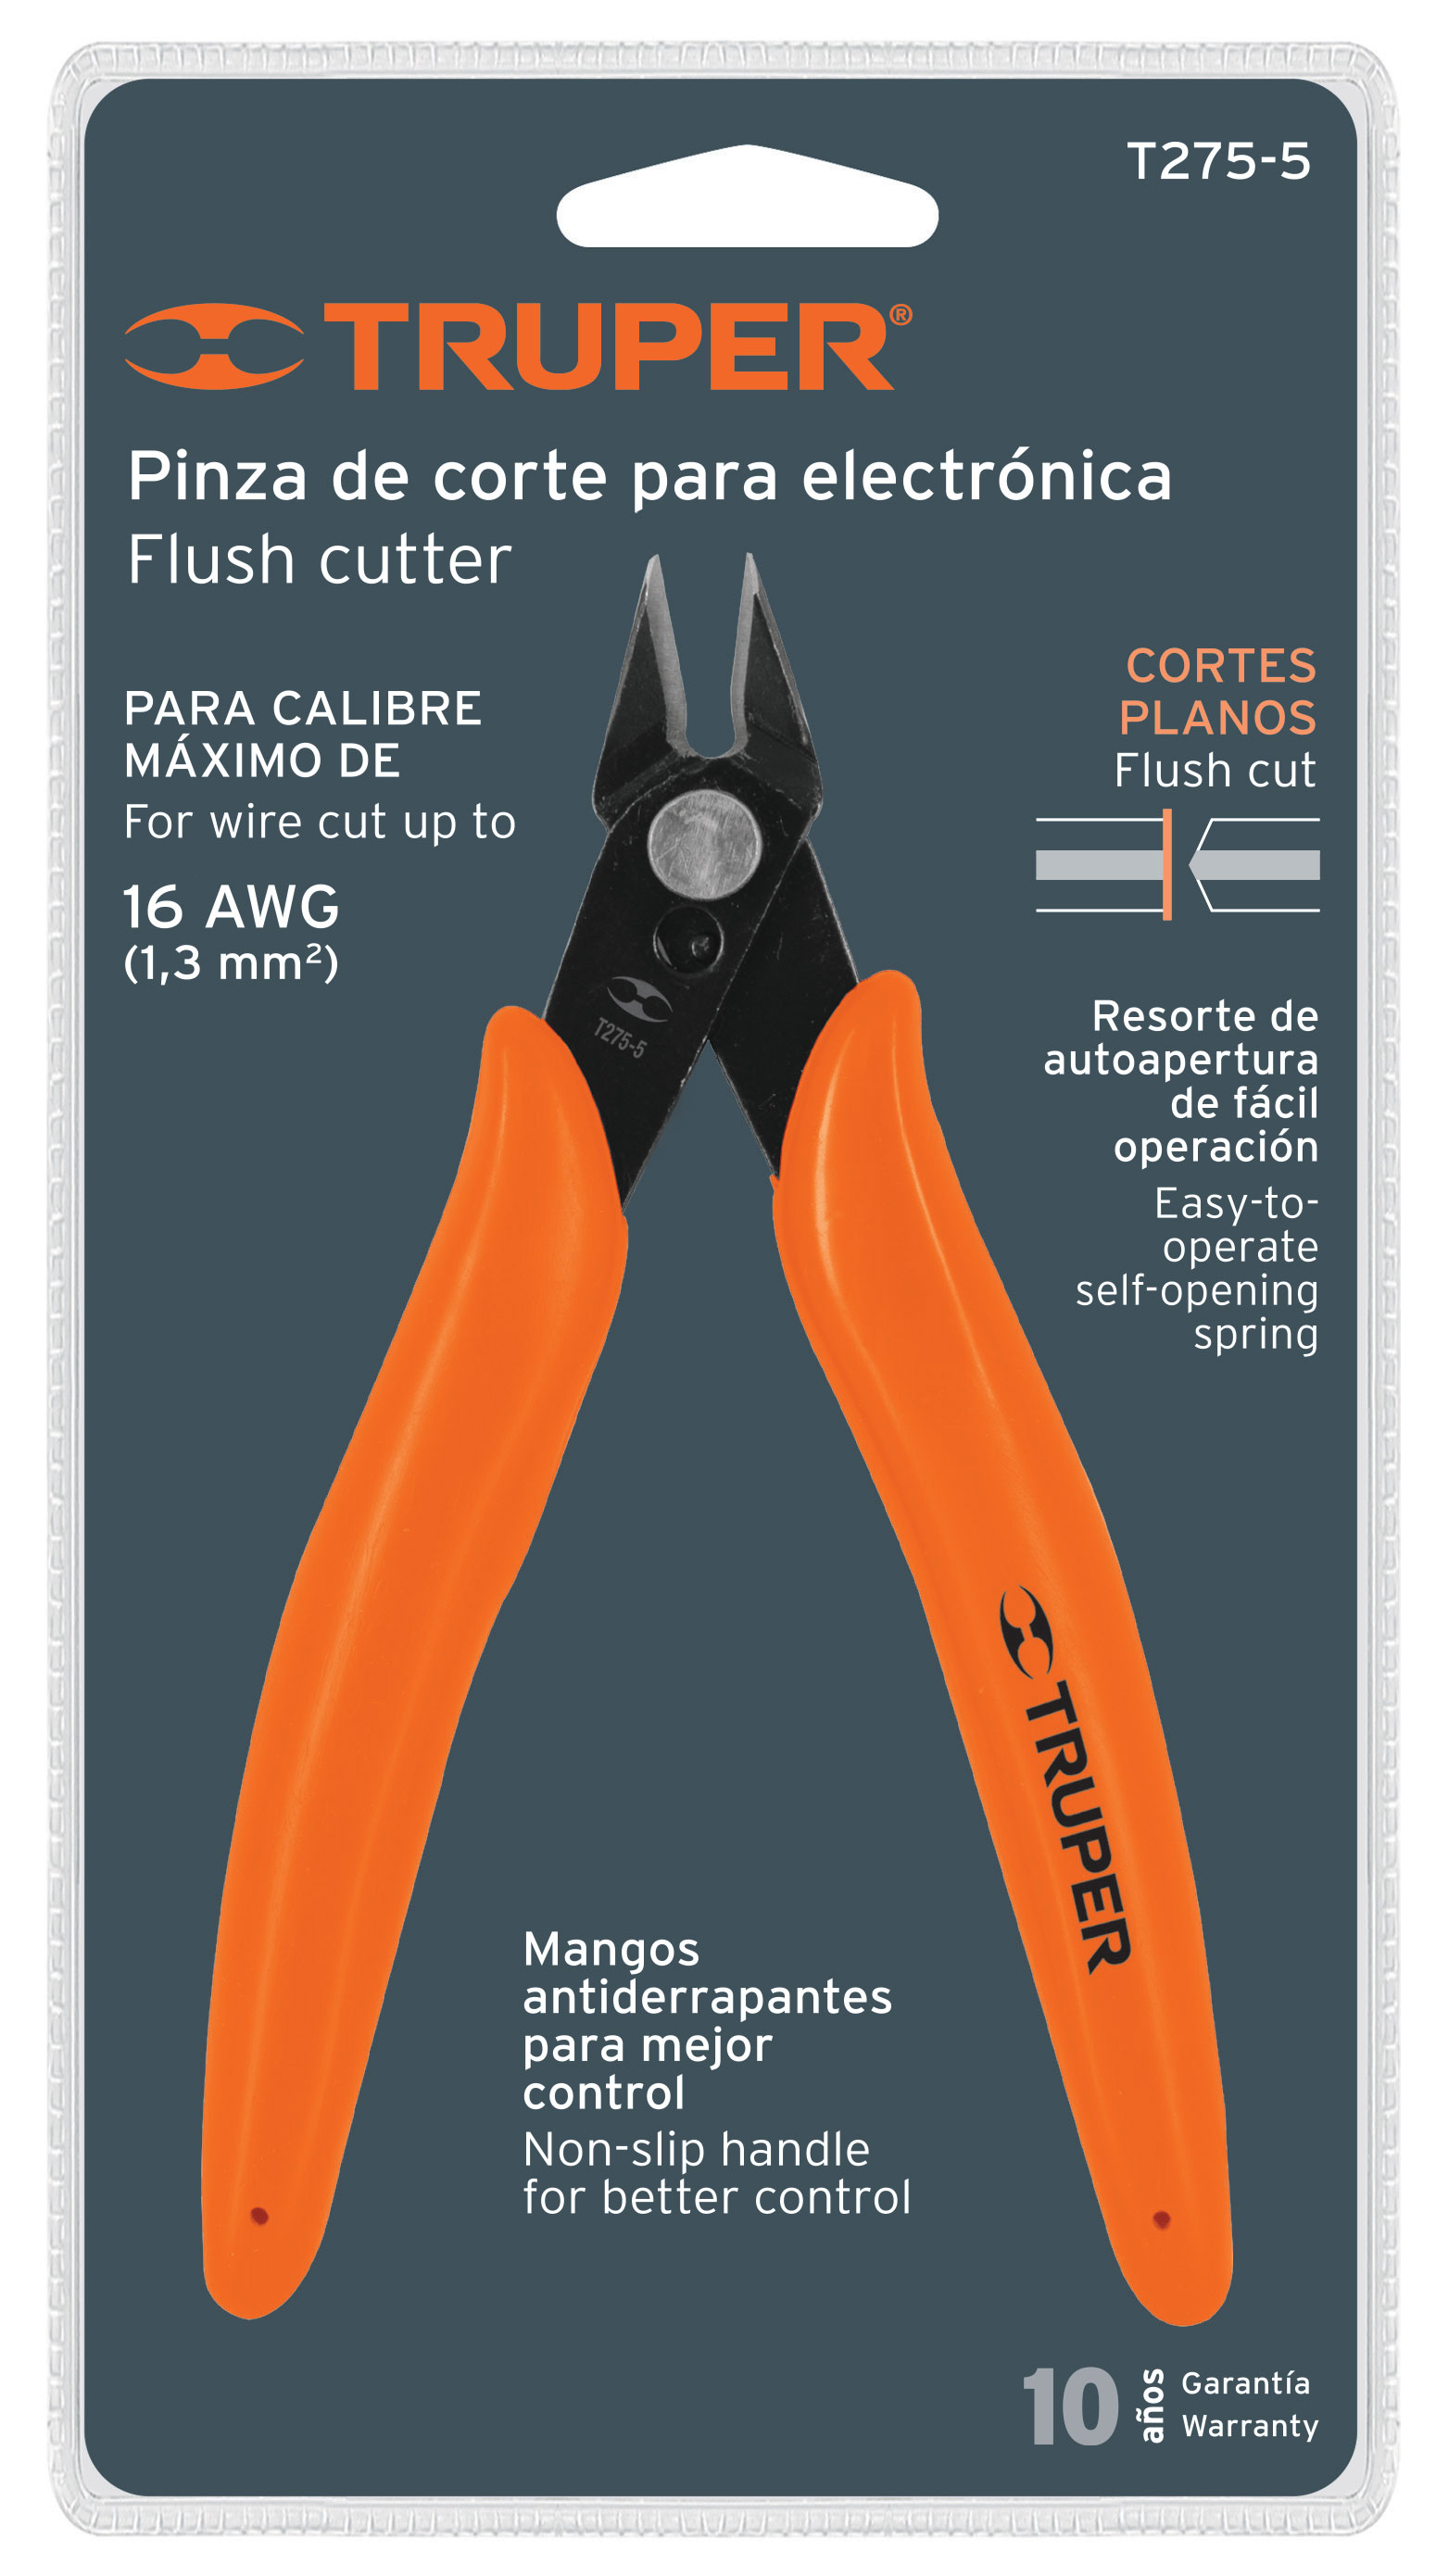 T275-5
TRUPER®
Pinza de corte para electrónica
Flush cutter
PARA CALIBRE
MÁXIMO DE
For wire cut up to
16 AWG
(1,3 mm²)
CORTES
PLANOS
Flush cut
Resorte de
autoapertura
de fácil
operación
Easy-to-
operate
self-opening
spring
T275-5
TRUPER
Mangos
antiderrapantes
para mejor
control
Non-slip handle
for better control
10 años
Garantía
Warranty